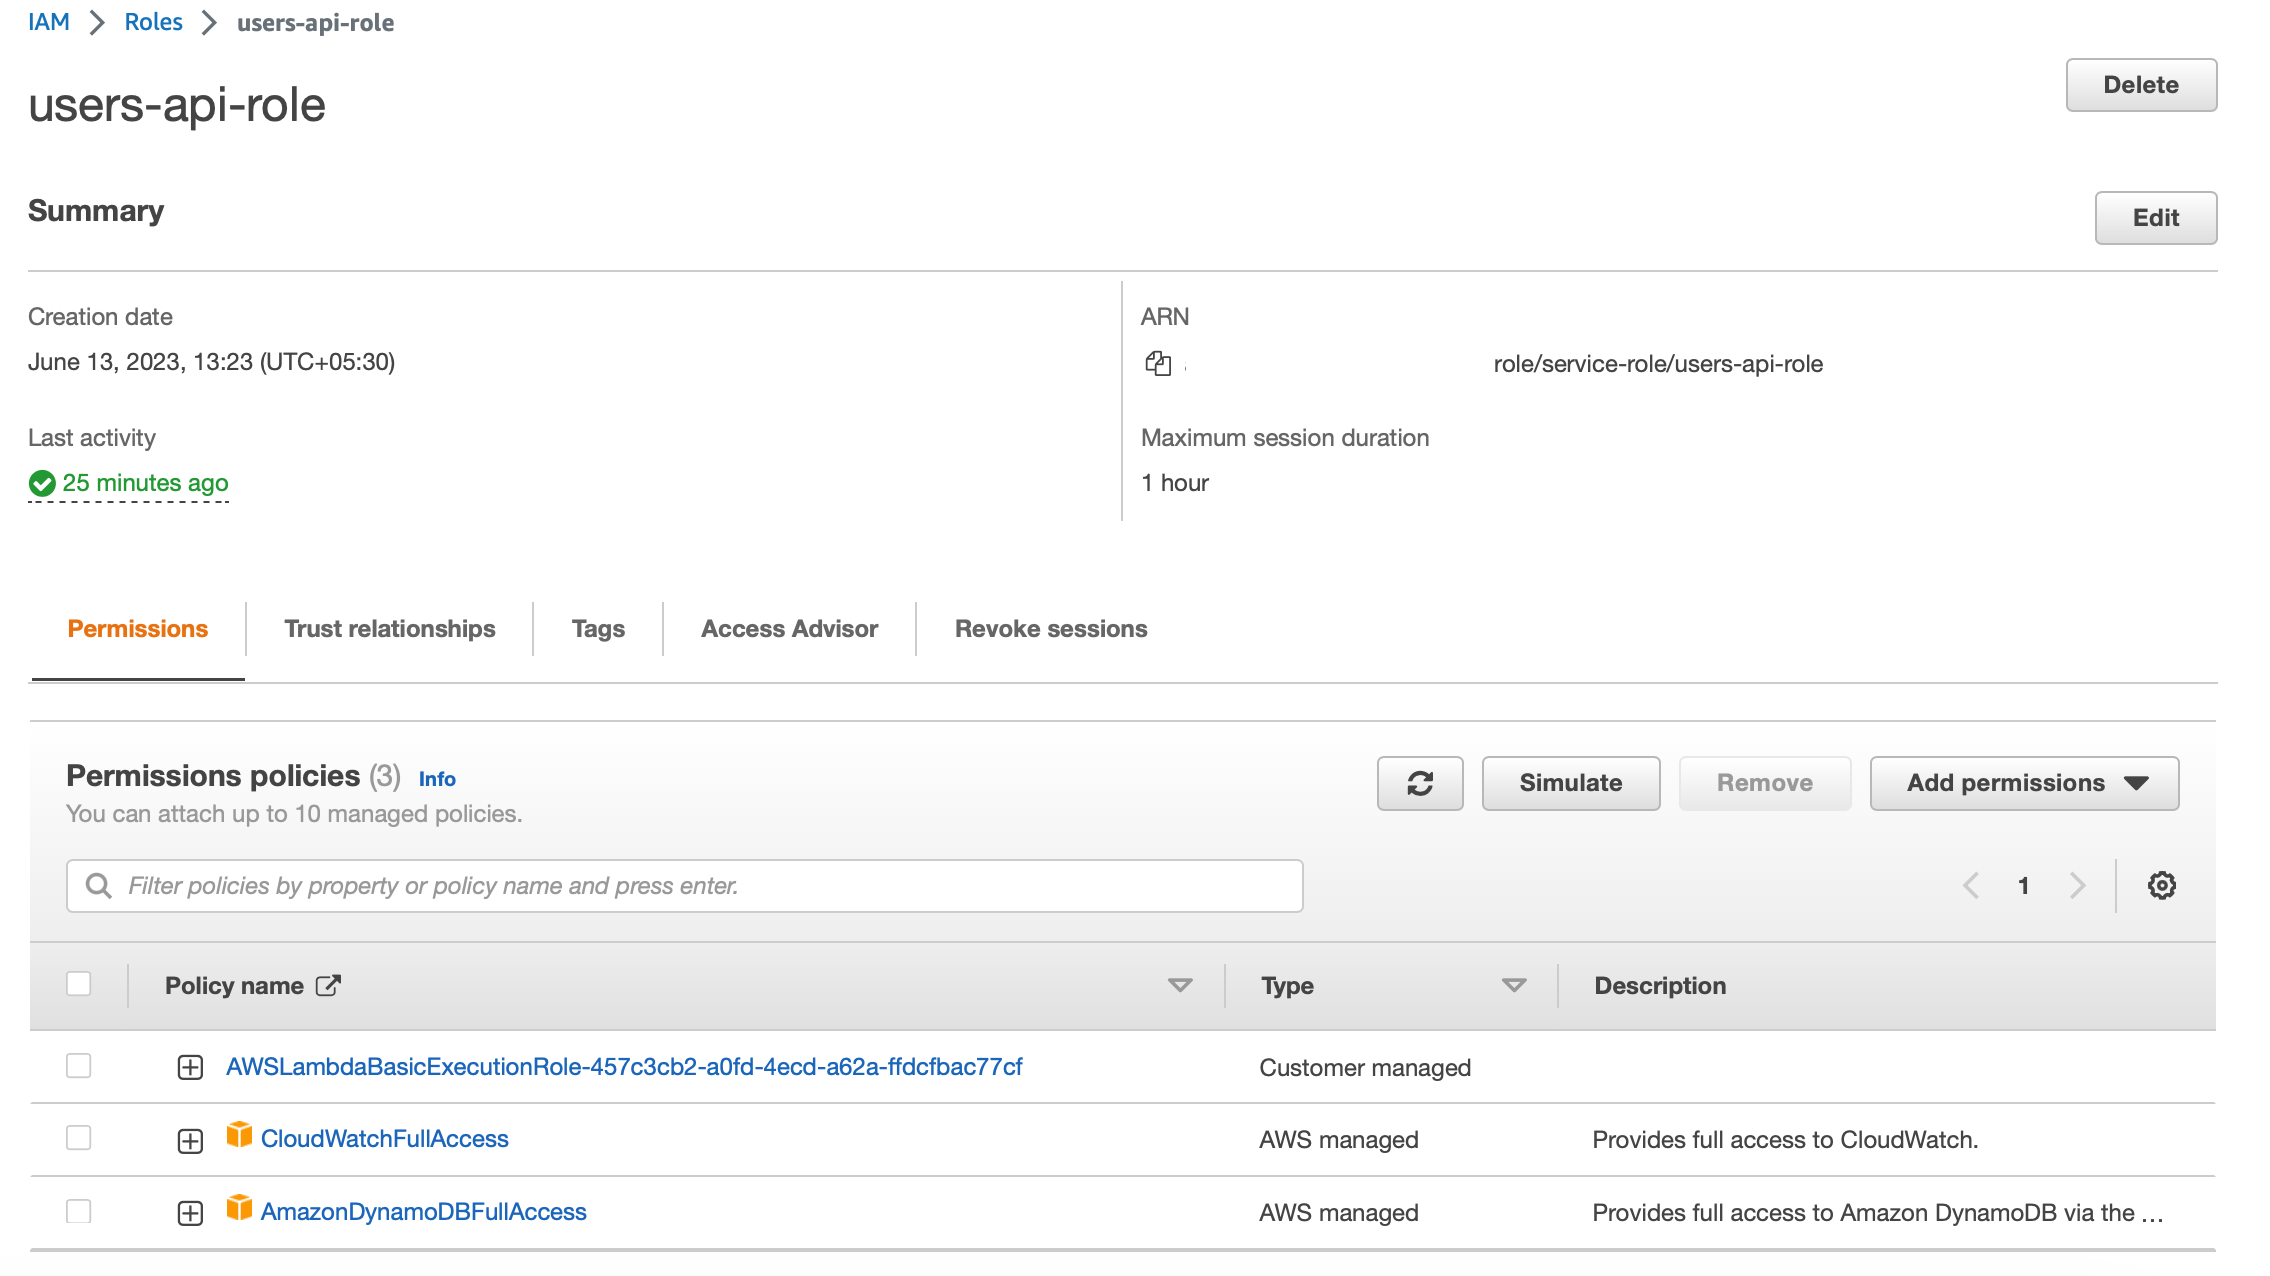 IAM > Roles > users-api-role
users-api-role
Delete
Summary
Edit
Creation date
June 13, 2023, 13:23 (UTC+05:30)
ARN
role/service-role/users-api-role
Last activity
25 minutes ago
Maximum session duration
1 hour
Permissions Trust relationships Tags Access Advisor Revoke sessions
Permissions policies (3) Info
You can attach up to 10 managed policies.
Simulate Remove Add permissions
Filter policies by property or policy name and press enter.
1
Policy name Type Description
AWSLambdaBasicExecutionRole-457c3cb2-a0fd-4ecd-a62a-ffdcfbac77cf Customer managed
CloudWatchFullAccess AWS managed Provides full access to CloudWatch.
AmazonDynamoDBFullAccess AWS managed Provides full access to Amazon DynamoDB via the ...